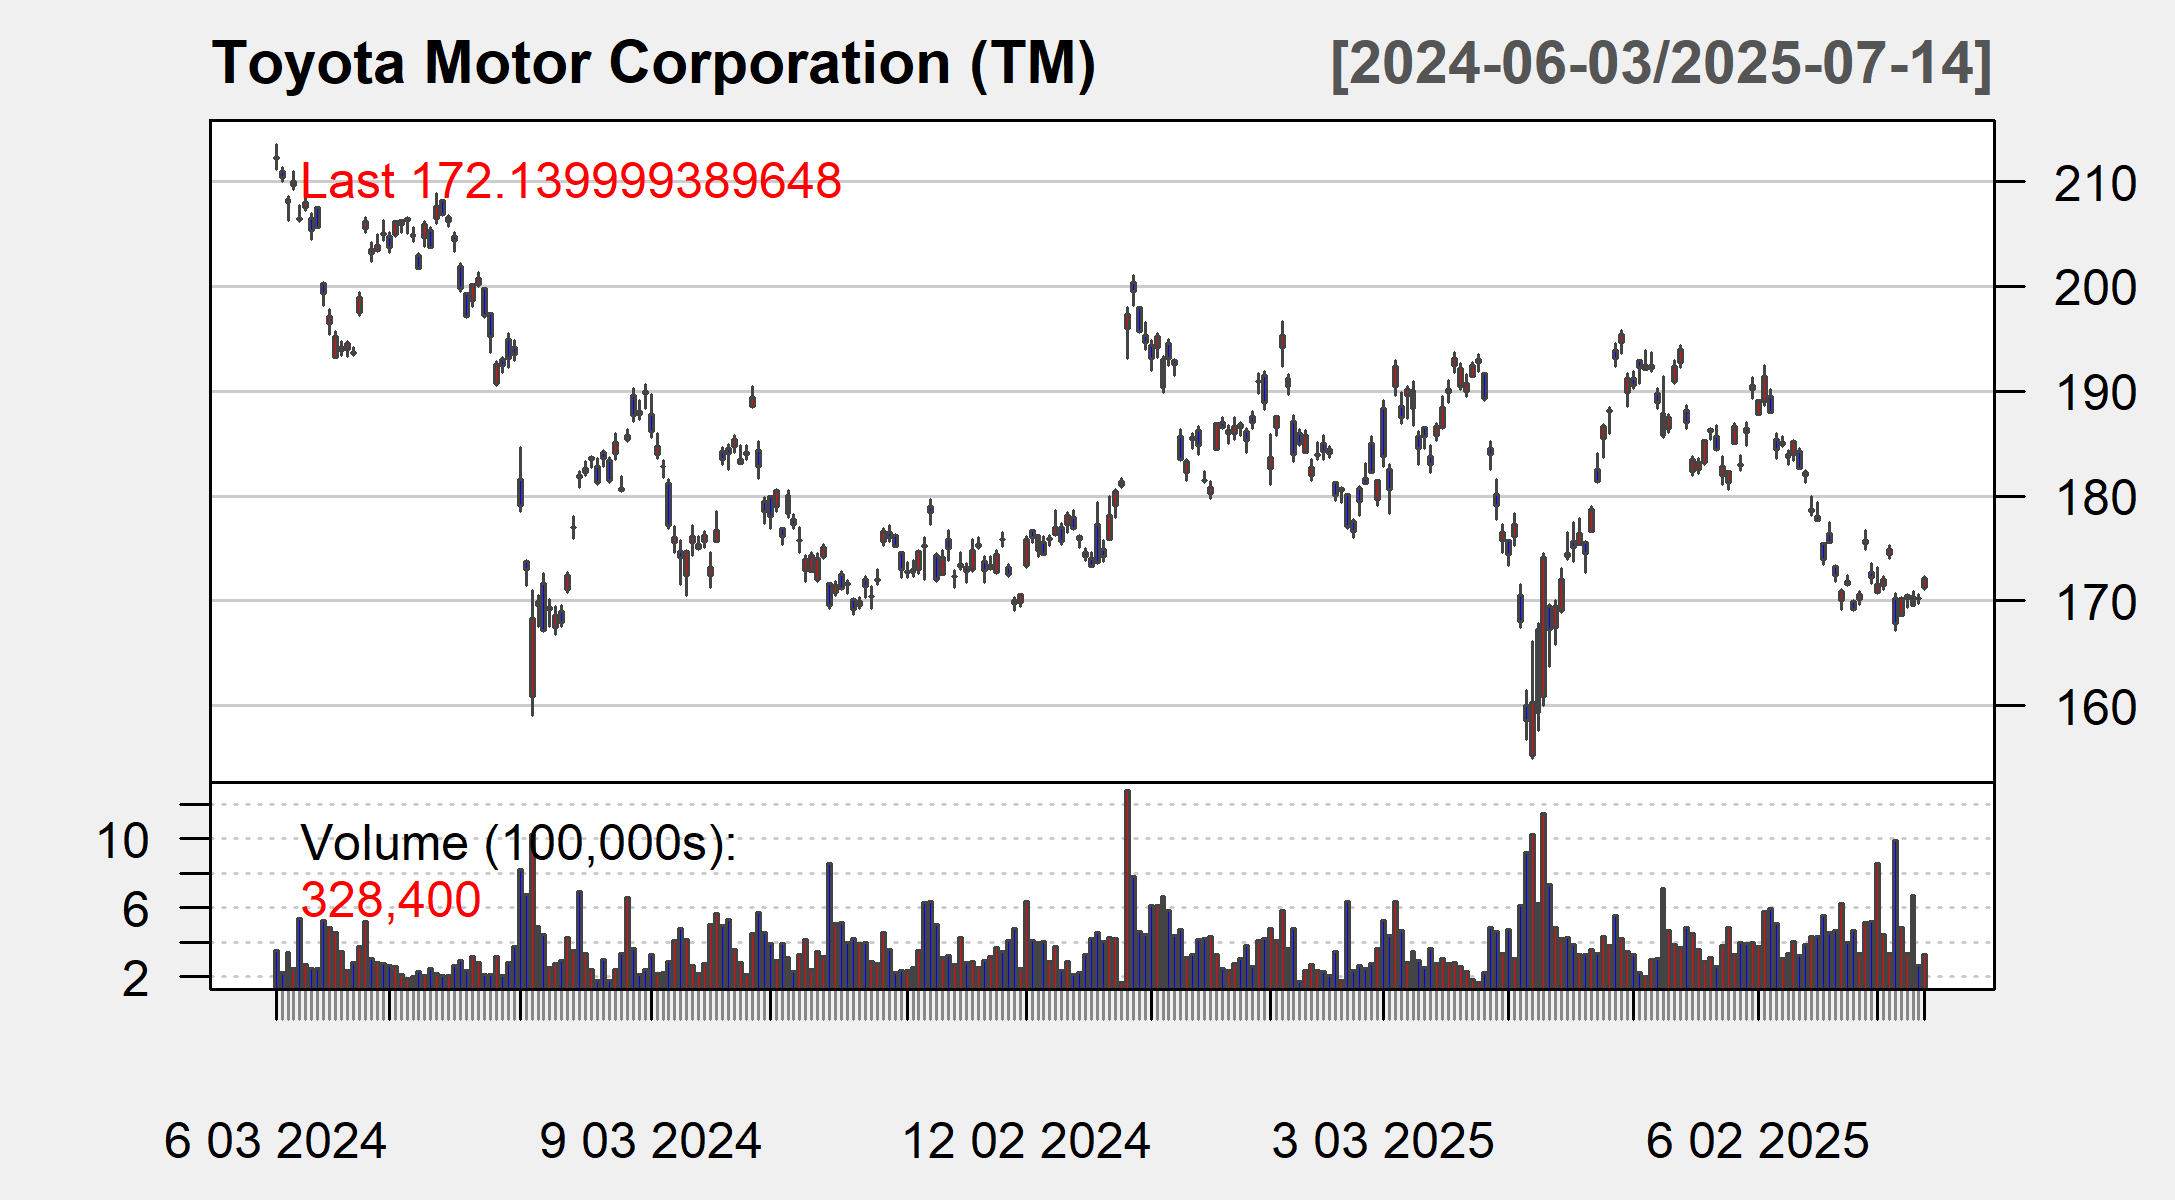 Toyota Motor Corporation (TM) [2024-06-03/2025-07-14]
Last 172.139999389648
210
200
190
180
170
160
Volume (100,000s):
328,400
10
6
2
6 03 2024 9 03 2024 12 02 2024 3 03 2025 6 02 2025